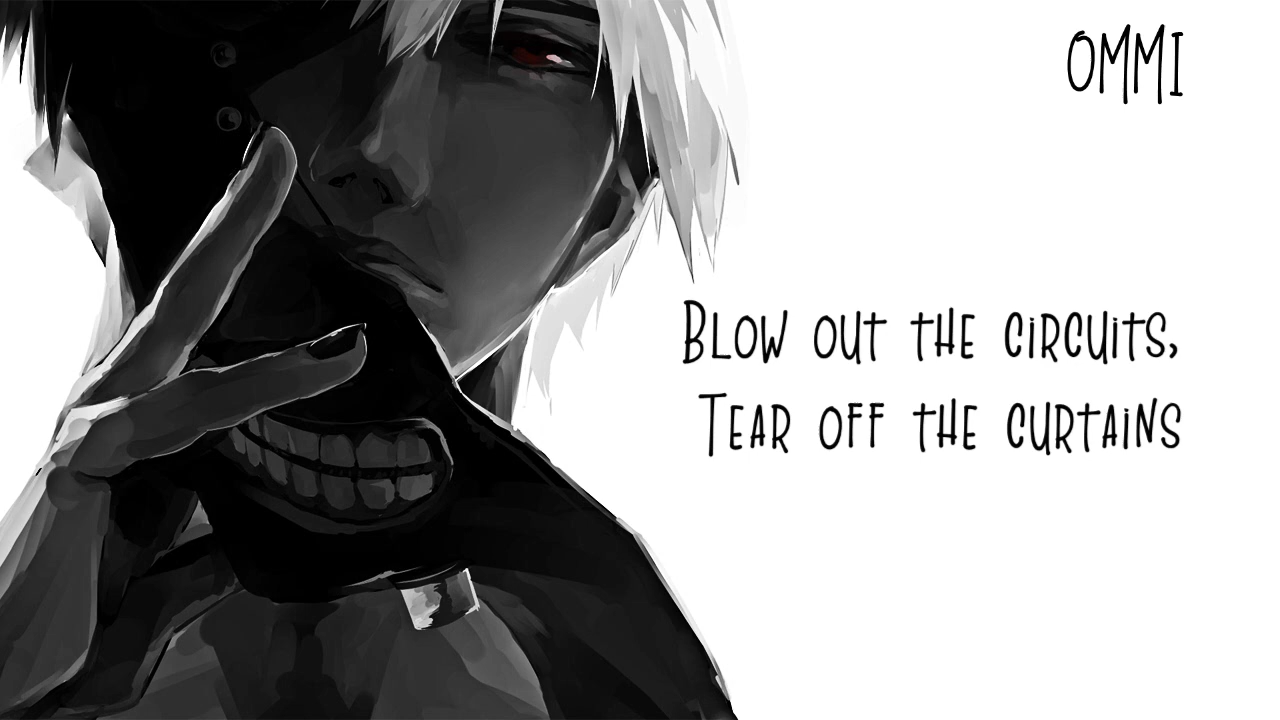 OMMI
Blow out the circuits,
Tear off the curtains